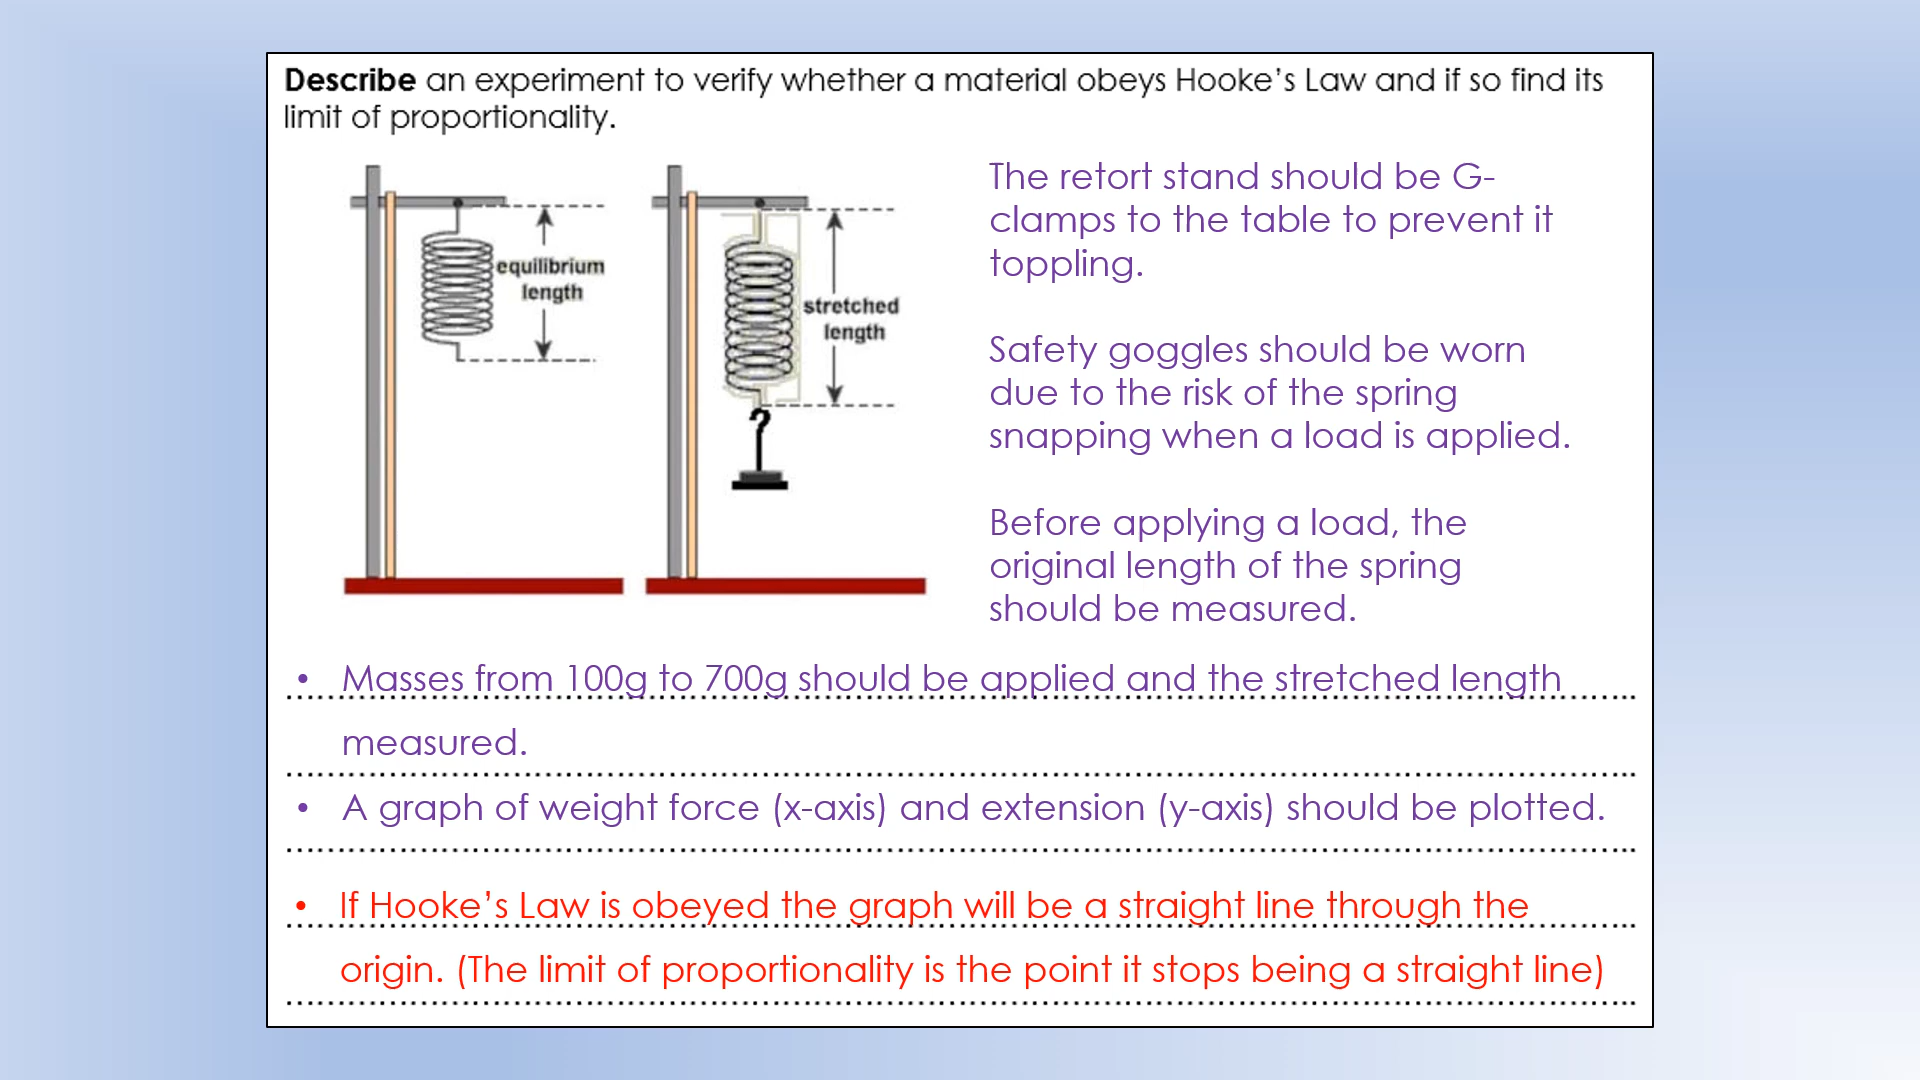 Describe an experiment to verify whether a material obeys Hooke’s Law and if so find its
limit of proportionality.
equilibrium
length
stretched
length
The retort stand should be G-
clamps to the table to prevent it
toppling.
Safety goggles should be worn
due to the risk of the spring
snapping when a load is applied.
Before applying a load, the
original length of the spring
should be measured.
• Masses from 100g to 700g should be applied and the stretched length
measured.
• A graph of weight force (x-axis) and extension (y-axis) should be plotted.
• If Hooke’s Law is obeyed the graph will be a straight line through the
origin. (The limit of proportionality is the point it stops being a straight line)